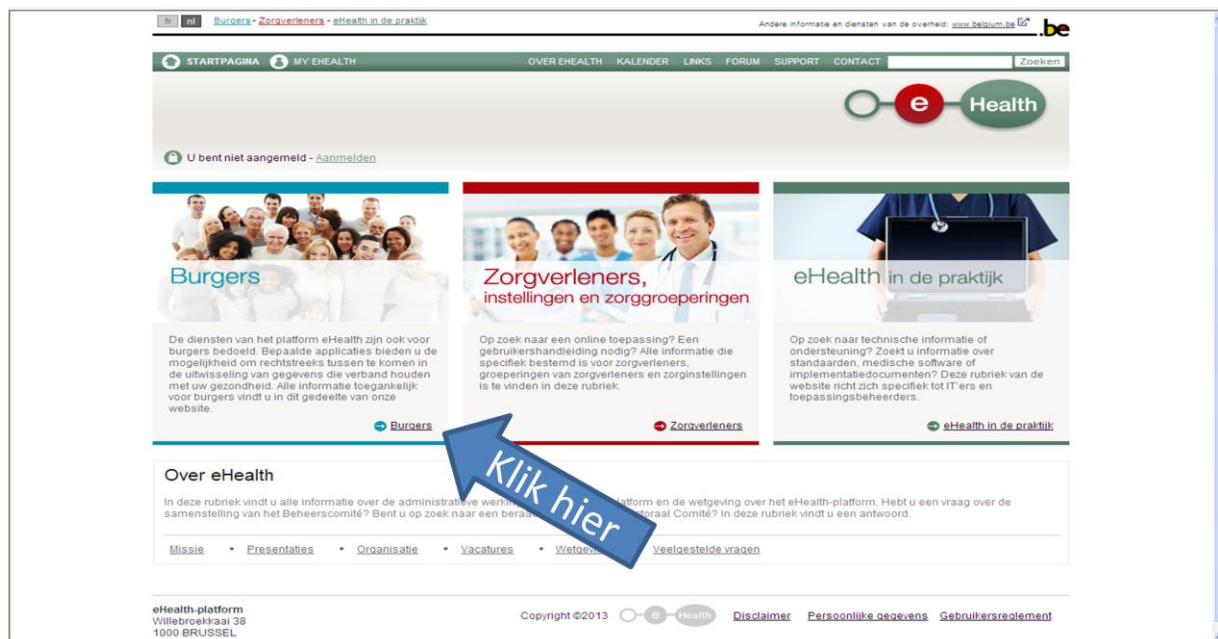 fr nl Burgers - Zorgverleners - eHealth in de praktijk
Andere informatie en diensten van de overheid: www.belgium.be
.be
STARTPAGINA MY EHEALTH OVER EHEALTH KALENDER LINKS FORUM SUPPORT CONTACT Zoeken
e Health
U bent niet aangemeld - Aanmelden
Burgers
De diensten van het platform eHealth zijn ook voor
burgers bedoeld. Bepaalde applicaties bieden u de
mogelijkheid om rechtstreeks tussen te komen in
de uitwisseling van gegevens die verband houden
met uw gezondheid. Alle informatie toegankelijk
voor burgers vindt u in dit gedeelte van onze
website.
Burgers
Zorgverleners,
instellingen en zorggroeperingen
Op zoek naar een online toepassing? Een
gebruikershandleiding nodig? Alle informatie die
specifiek bestemd is voor zorgverleners,
groeperingen van zorgverleners en zorginstellingen
is te vinden in deze rubriek.
Zorgverleners
eHealth in de praktijk
Op zoek naar technische informatie of
ondersteuning? Zoekt u informatie over
standaarden, medische software of
implementatiedocumenten? Deze rubriek van de
website richt zich specifiek tot IT'ers en
toepassingsbeheerders.
eHealth in de praktijk
Klik hier
Over eHealth
In deze rubriek vindt u alle informatie over de administratieve en de wetgeving over het eHealth-platform. Hebt u een vraag over de
samenstelling van het Beheerscomité? Bent u op zoek naar een Comité? In deze rubriek vindt u een antwoord.
Missie • Presentaties • Organisatie • Vacatures • Veelgestelde vragen
eHealth-platform
Willebroekkaai 38
1000 BRUSSEL
Copyright ©2013 e Health Disclaimer Persoonlijke gegevens Gebruikersreglement